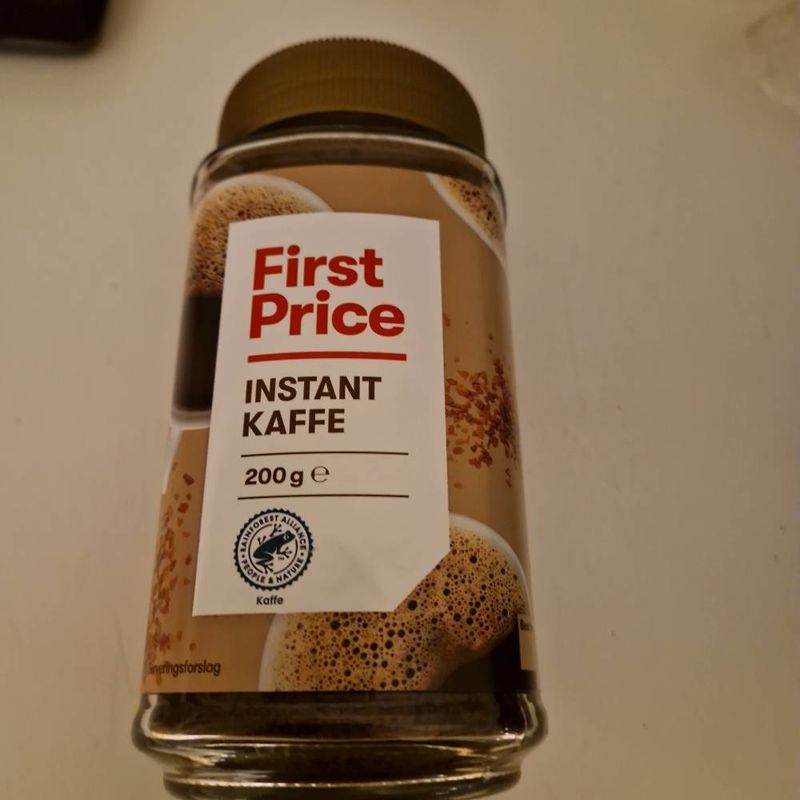 First
Price
INSTANT
KAFFE
200 g ℮
RAINFOREST ALLIANCE
PEOPLE & NATURE
Kaffe